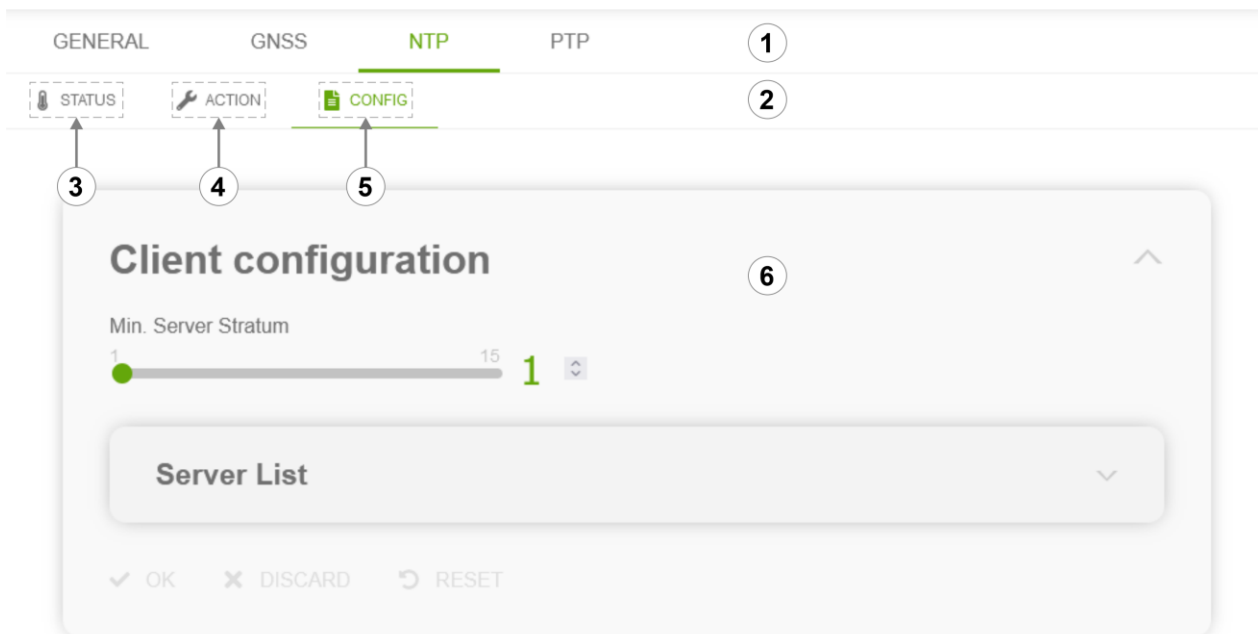 GENERAL GNSS NTP PTP 1
STATUS ACTION CONFIG 2
3 4 5
Client configuration
6
Min. Server Stratum
1 15 1
Server List
OK DISCARD RESET